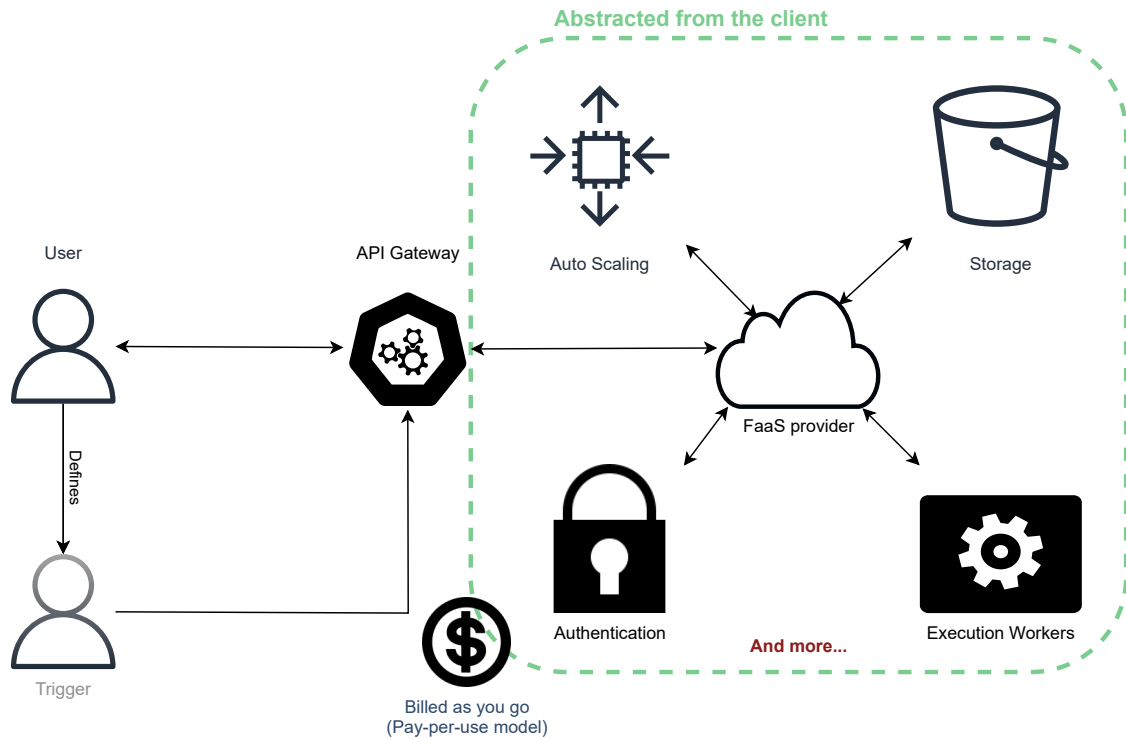 Abstracted from the client
User
API Gateway
Auto Scaling
Storage
FaaS provider
Defines
Authentication
Execution Workers
And more...
Trigger
$
Billed as you go
(Pay-per-use model)